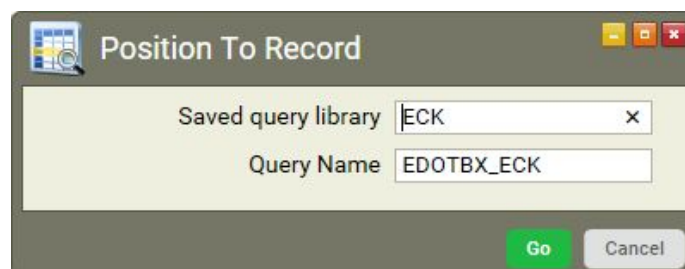 Position To Record
Saved query library ECK
Query Name EDOTBX_ECK
Go Cancel